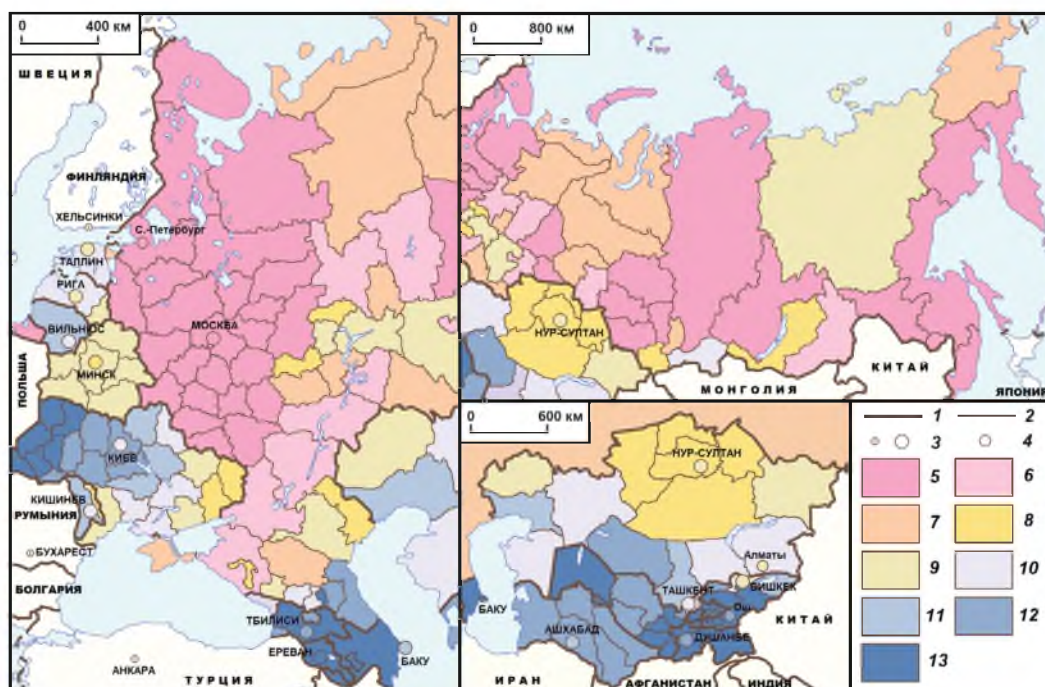 0 400 км
ШВЕЦИЯ
ФИНЛЯНДИЯ
ХЕЛЬСИНКИ
С.-Петербург
ТАЛЛИН
РИГА
ВИЛЬНЮС
МОСКВА
МИНСК
ПОЛЬША
КИЕВ
КИШИНЕВ
РУМЫНИЯ
БУХАРЕСТ
БОЛГАРИЯ
ТБИЛИСИ
ЕРЕВАН
БАКУ
АНКАРА
ТУРЦИЯ
0 800 км
НУР-СУЛТАН
МОНГОЛИЯ
КИТАЙ
ЯПОНИЯ
0 600 км
НУР-СУЛТАН
Алматы
БИШКЕК
ТАШКЕНТ
Ош
БАКУ
АШХАБАД
ДУШАНБЕ
КИТАЙ
ИРАН
АФГАНИСТАН
ИНДИЯ
1 2
3 4
5 6
7 8
9 10
11 12
13